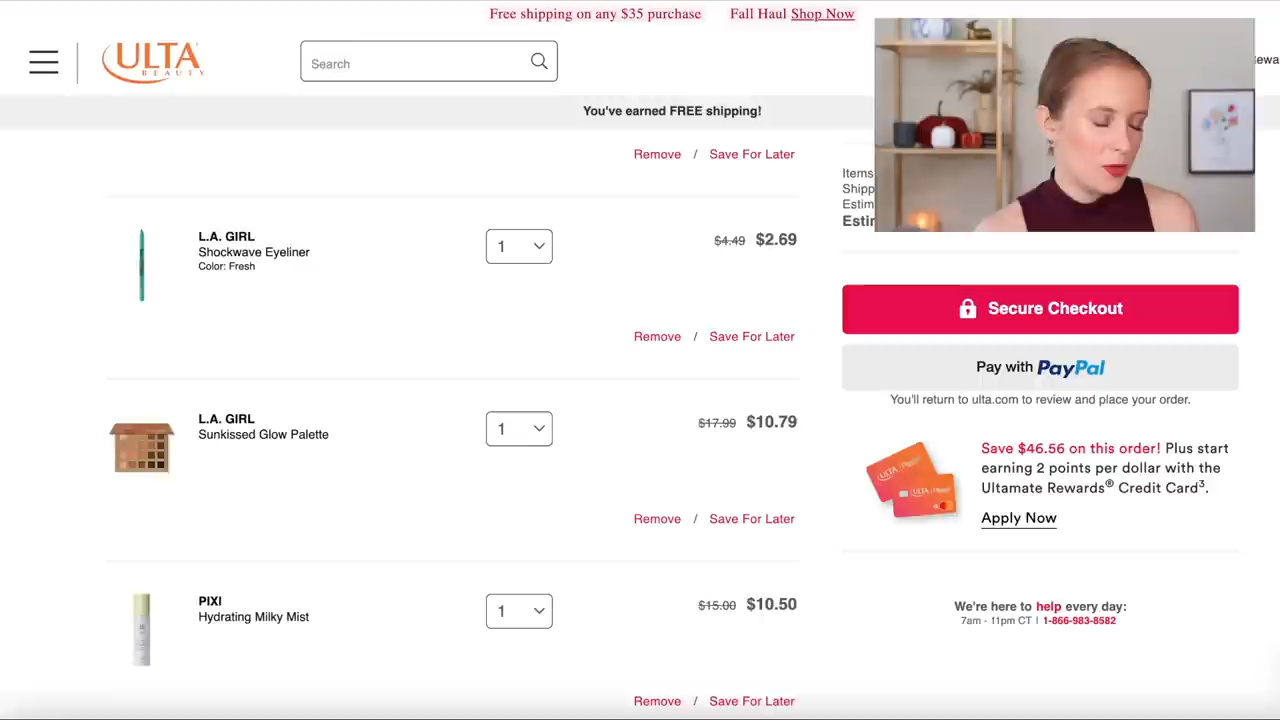 Free shipping on any $35 purchase Fall Haul Shop Now
ULTA
BEAUTY
Search
You've earned FREE shipping!
Remove / Save For Later
L.A. GIRL
Shockwave Eyeliner
Color: Fresh
1
$4.49 $2.69
Remove / Save For Later
L.A. GIRL
Sunkissed Glow Palette
1
$17.99 $10.79
Remove / Save For Later
PIXI
Hydrating Milky Mist
1
$15.00 $10.50
Remove / Save For Later
Items
Shipp
Estim
Estir
Secure Checkout
Pay with PayPal
You'll return to ulta.com to review and place your order.
Save $46.56 on this order! Plus start
earning 2 points per dollar with the
Ultamate Rewards® Credit Card³.
Apply Now
We're here to help every day:
7am - 11pm CT | 1-866-983-8582